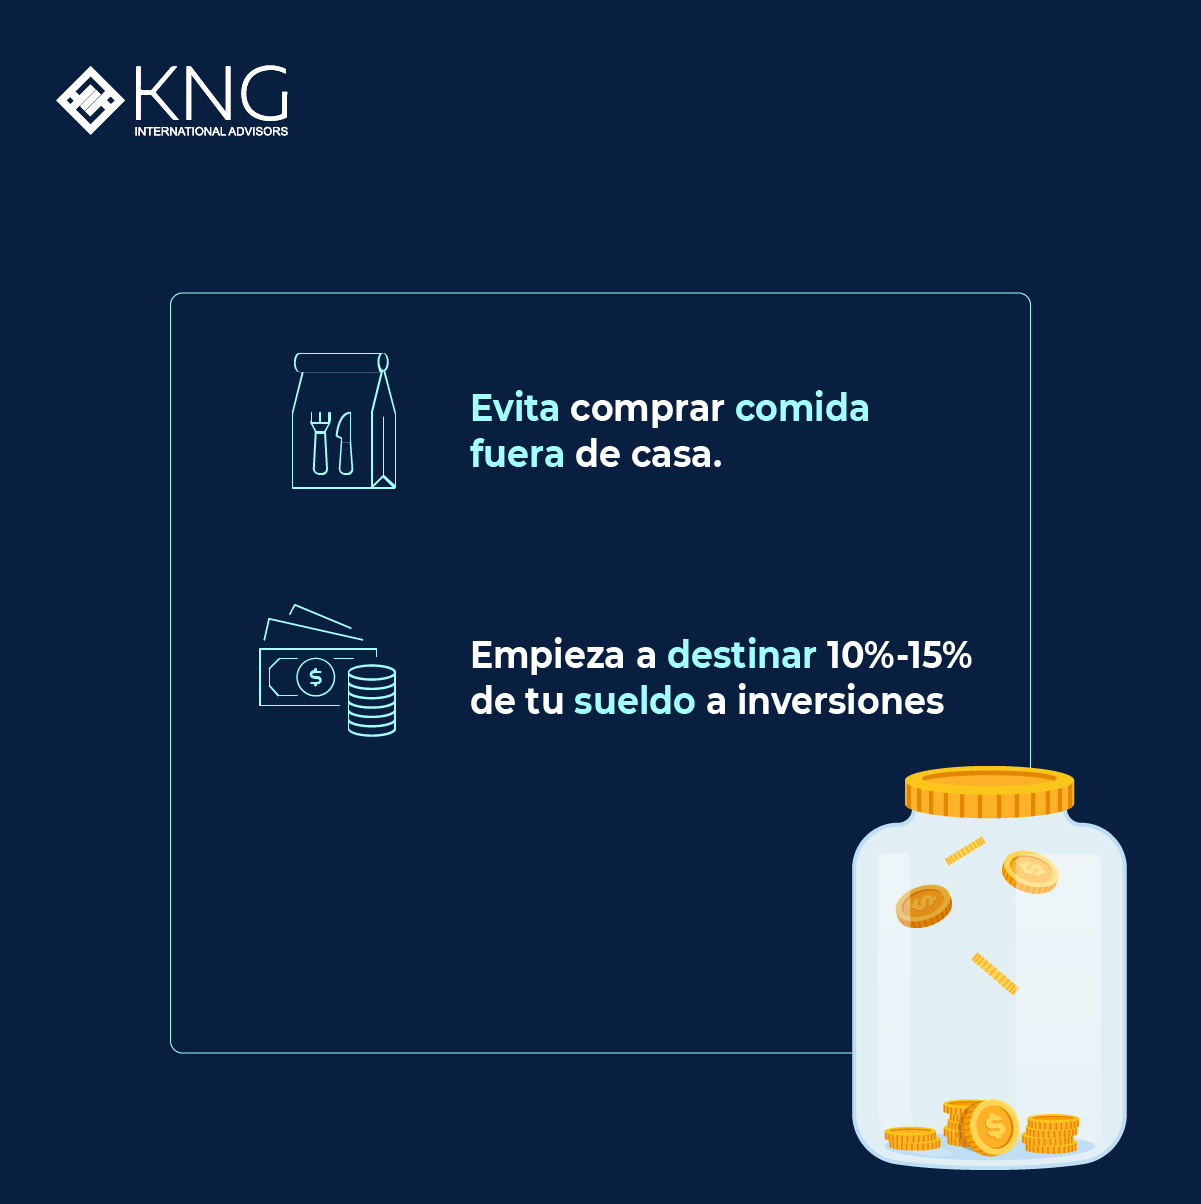 KNG
INTERNATIONAL ADVISORS
Evita comprar comida
fuera de casa.
Empieza a destinar 10%-15%
de tu sueldo a inversiones
$
$
$
$